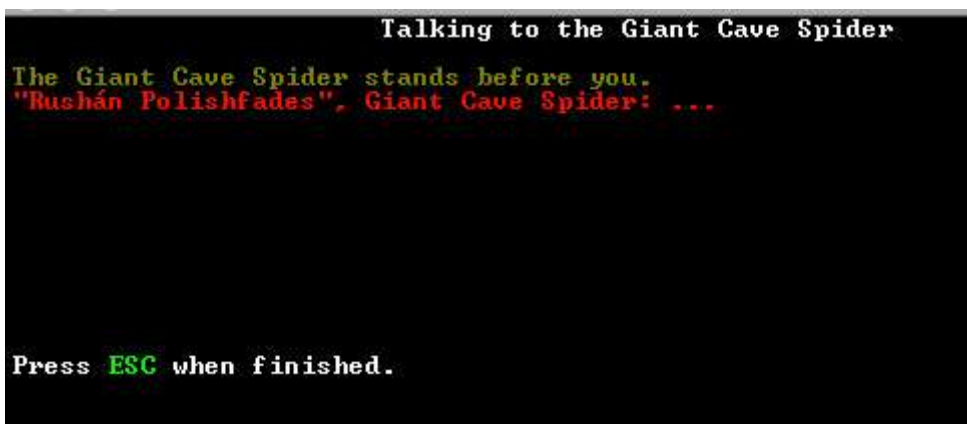 Talking to the Giant Cave Spider
The Giant Cave Spider stands before you.
"Rushán Polishfades", Giant Cave Spider: ...
Press ESC when finished.